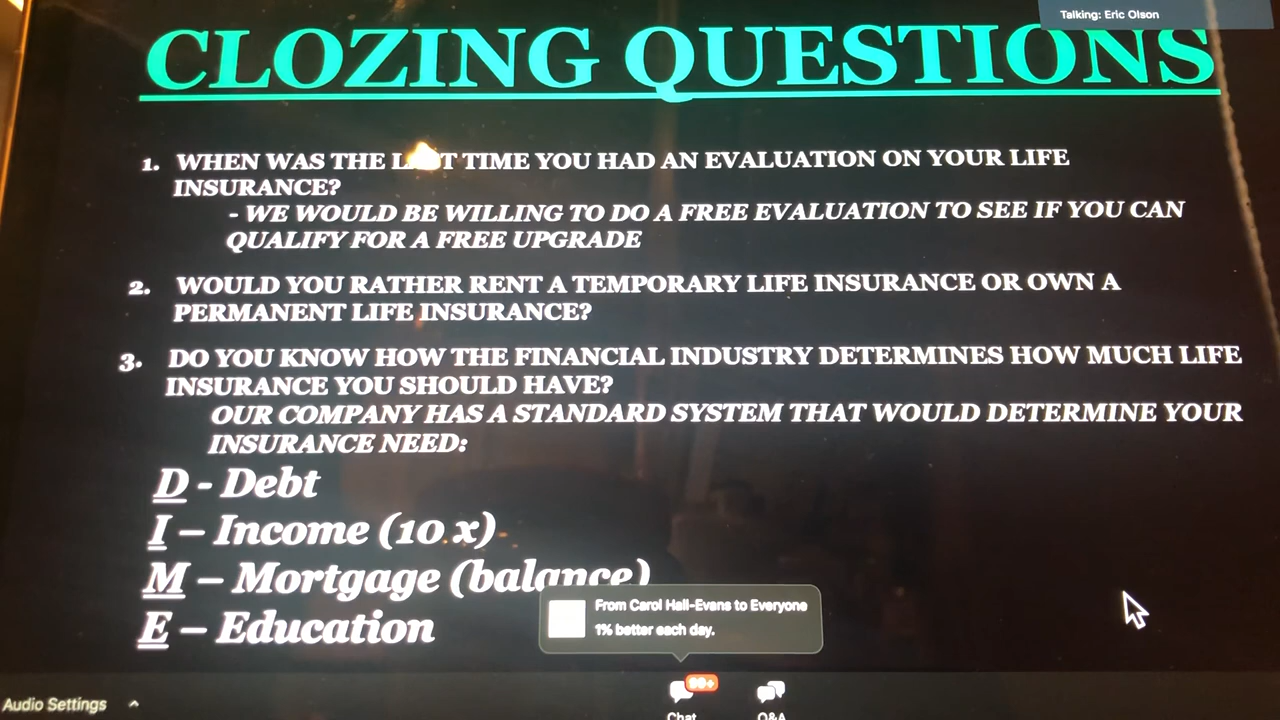 Talking: Eric Olson
CLOZING QUESTIONS
1. WHEN WAS THE TIME YOU HAD AN EVALUATION ON YOUR LIFE
INSURANCE?
- WE WOULD BE WILLING TO DO A FREE EVALUATION TO SEE IF YOU CAN
QUALIFY FOR A FREE UPGRADE
2. WOULD YOU RATHER RENT A TEMPORARY LIFE INSURANCE OR OWN A
PERMANENT LIFE INSURANCE?
3. DO YOU KNOW HOW THE FINANCIAL INDUSTRY DETERMINES HOW MUCH LIFE
INSURANCE YOU SHOULD HAVE?
OUR COMPANY HAS A STANDARD SYSTEM THAT WOULD DETERMINE YOUR
INSURANCE NEED:
D - Debt
I – Income (10 x)
M – Mortgage (balance)
E – Education
From Carol Hall-Evans to Everyone
1% better each day.
99+
Audio Settings
Chat
Q&A